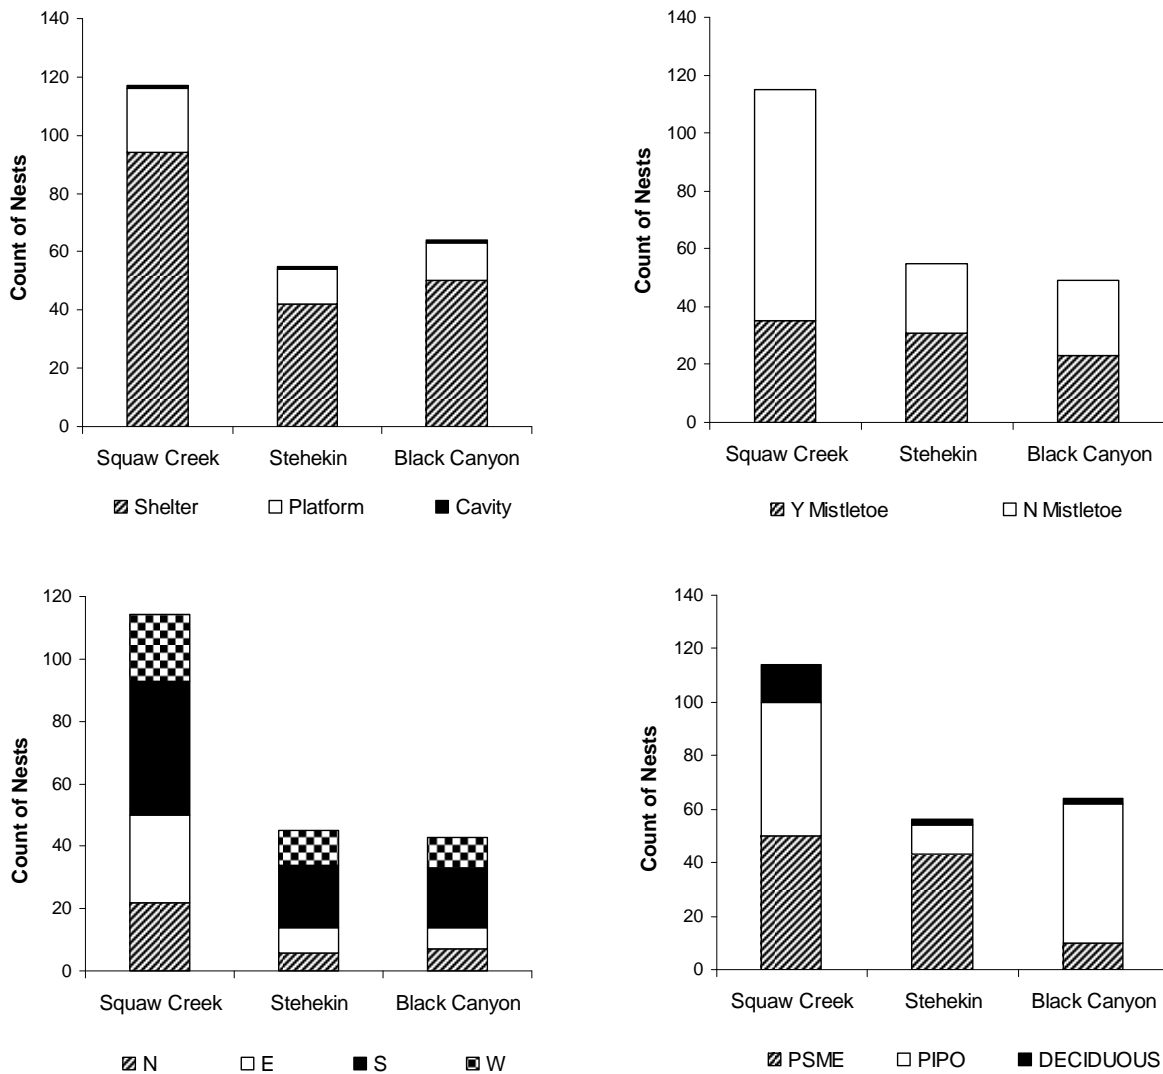 140
120
100
80
60
40
20
0
Count of Nests
Squaw Creek Stehekin Black Canyon
Shelter Platform Cavity
140
120
100
80
60
40
20
0
Count of Nests
Squaw Creek Stehekin Black Canyon
Y Mistletoe N Mistletoe
120
100
80
60
40
20
0
Count of Nests
Squaw Creek Stehekin Black Canyon
N E S W
140
120
100
80
60
40
20
0
Count of Nests
Squaw Creek Stehekin Black Canyon
PSME PIPO DECIDUOUS